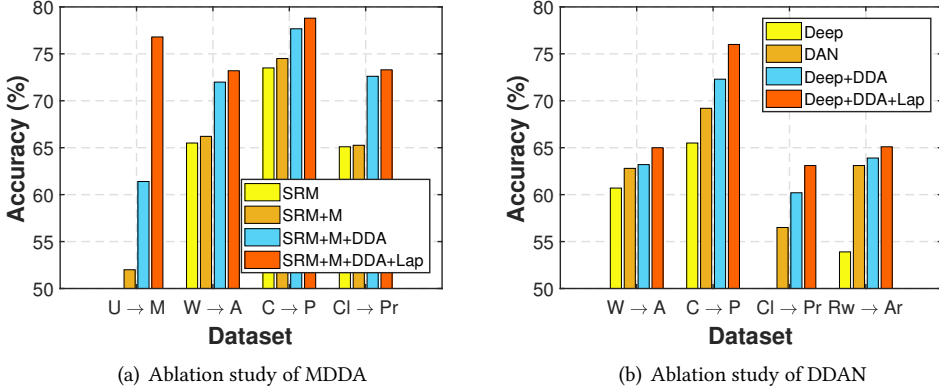 80
75
70
65
60
55
50
Accuracy (%)
SRM
SRM+M
SRM+M+DDA
SRM+M+DDA+Lap
U → M W → A C → P Cl → Pr
Dataset
(a) Ablation study of MDDA
80
75
70
65
60
55
50
Accuracy (%)
Deep
DAN
Deep+DDA
Deep+DDA+Lap
W → A C → P Cl → Pr Rw → Ar
Dataset
(b) Ablation study of DDAN